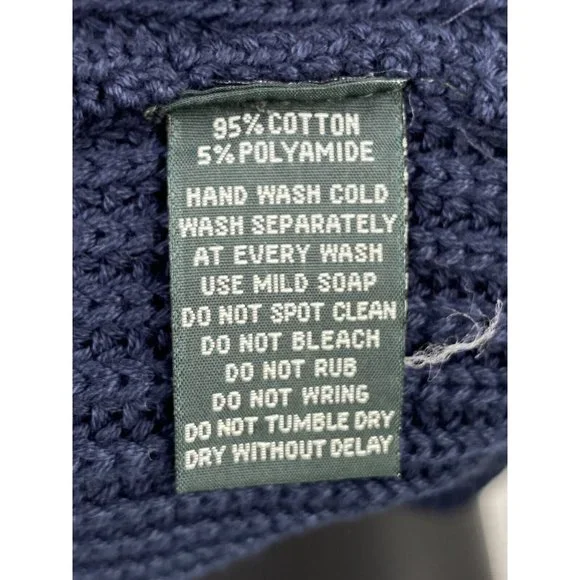 95% COTTON
5% POLYAMIDE
HAND WASH COLD
WASH SEPARATELY
AT EVERY WASH
USE MILD SOAP
DO NOT SPOT CLEAN
DO NOT BLEACH
DO NOT RUB
DO NOT WRING
DO NOT TUMBLE DRY
DRY WITHOUT DELAY